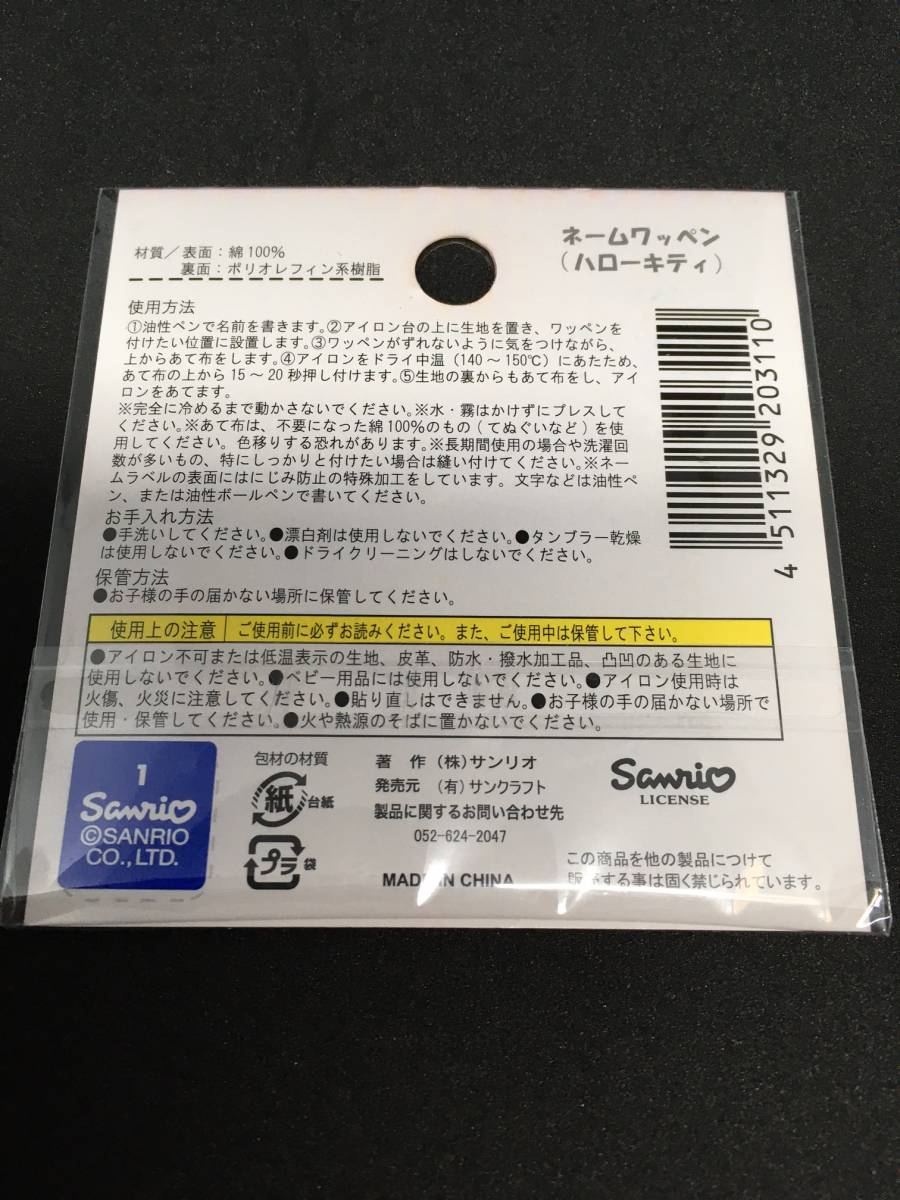 材質／表面：綿100%
裏面：ポリオレフィン系樹脂
ネームワッペン
（ハローキティ）
使用方法
①油性ペンで名前を書きます。②アイロン台の上に生地を置き、ワッペンを
付けたい位置に設置します。③ワッペンがずれないように気をつけながら、
上からあて布をします。④アイロンをドライ中温（140～150℃）にあたため、
あて布の上から15～20秒押し付けます。⑤生地の裏からもあて布をし、アイ
ロンをあてます。
※完全に冷めるまで動かさないでください。※水・霧はかけずにプレスして
ください。※あて布は、不要になった綿100%のもの（てぬぐいなど）を使
用してください。色移りする恐れがあります。※長期間使用の場合や洗濯回
数が多いもの、特にしっかりと付けたい場合は縫い付けてください。※ネー
ムラベルの表面にはにじみ防止の特殊加工をしています。文字などは油性ペ
ン、または油性ボールペンで書いてください。
お手入れ方法
●手洗いしてください。●漂白剤は使用しないでください。●タンブラー乾燥
は使用しないでください。●ドライクリーニングはしないでください。
保管方法
●お子様の手の届かない場所に保管してください。
4 511329 203110
使用上の注意 ご使用前に必ずお読みください。また、ご使用中は保管して下さい。
●アイロン不可または低温表示の生地、皮革、防水・撥水加工品、凸凹のある生地に
使用しないでください。●ベビー用品には使用しないでください。●アイロン使用時は
火傷、火災に注意してください。●貼り直しはできません。●お子様の手の届かない場所で
使用・保管してください。●火や熱源のそばに置かないでください。
1
Sanrio
©SANRIO
CO.,LTD.
包材の材質
紙 台紙
プラ 袋
著 作 （株）サンリオ
発売元 （有）サンクラフト
製品に関するお問い合わせ先
052-624-2047
MADE IN CHINA
Sanrio
LICENSE
この商品を他の製品につけて
販売する事は固く禁じられています。